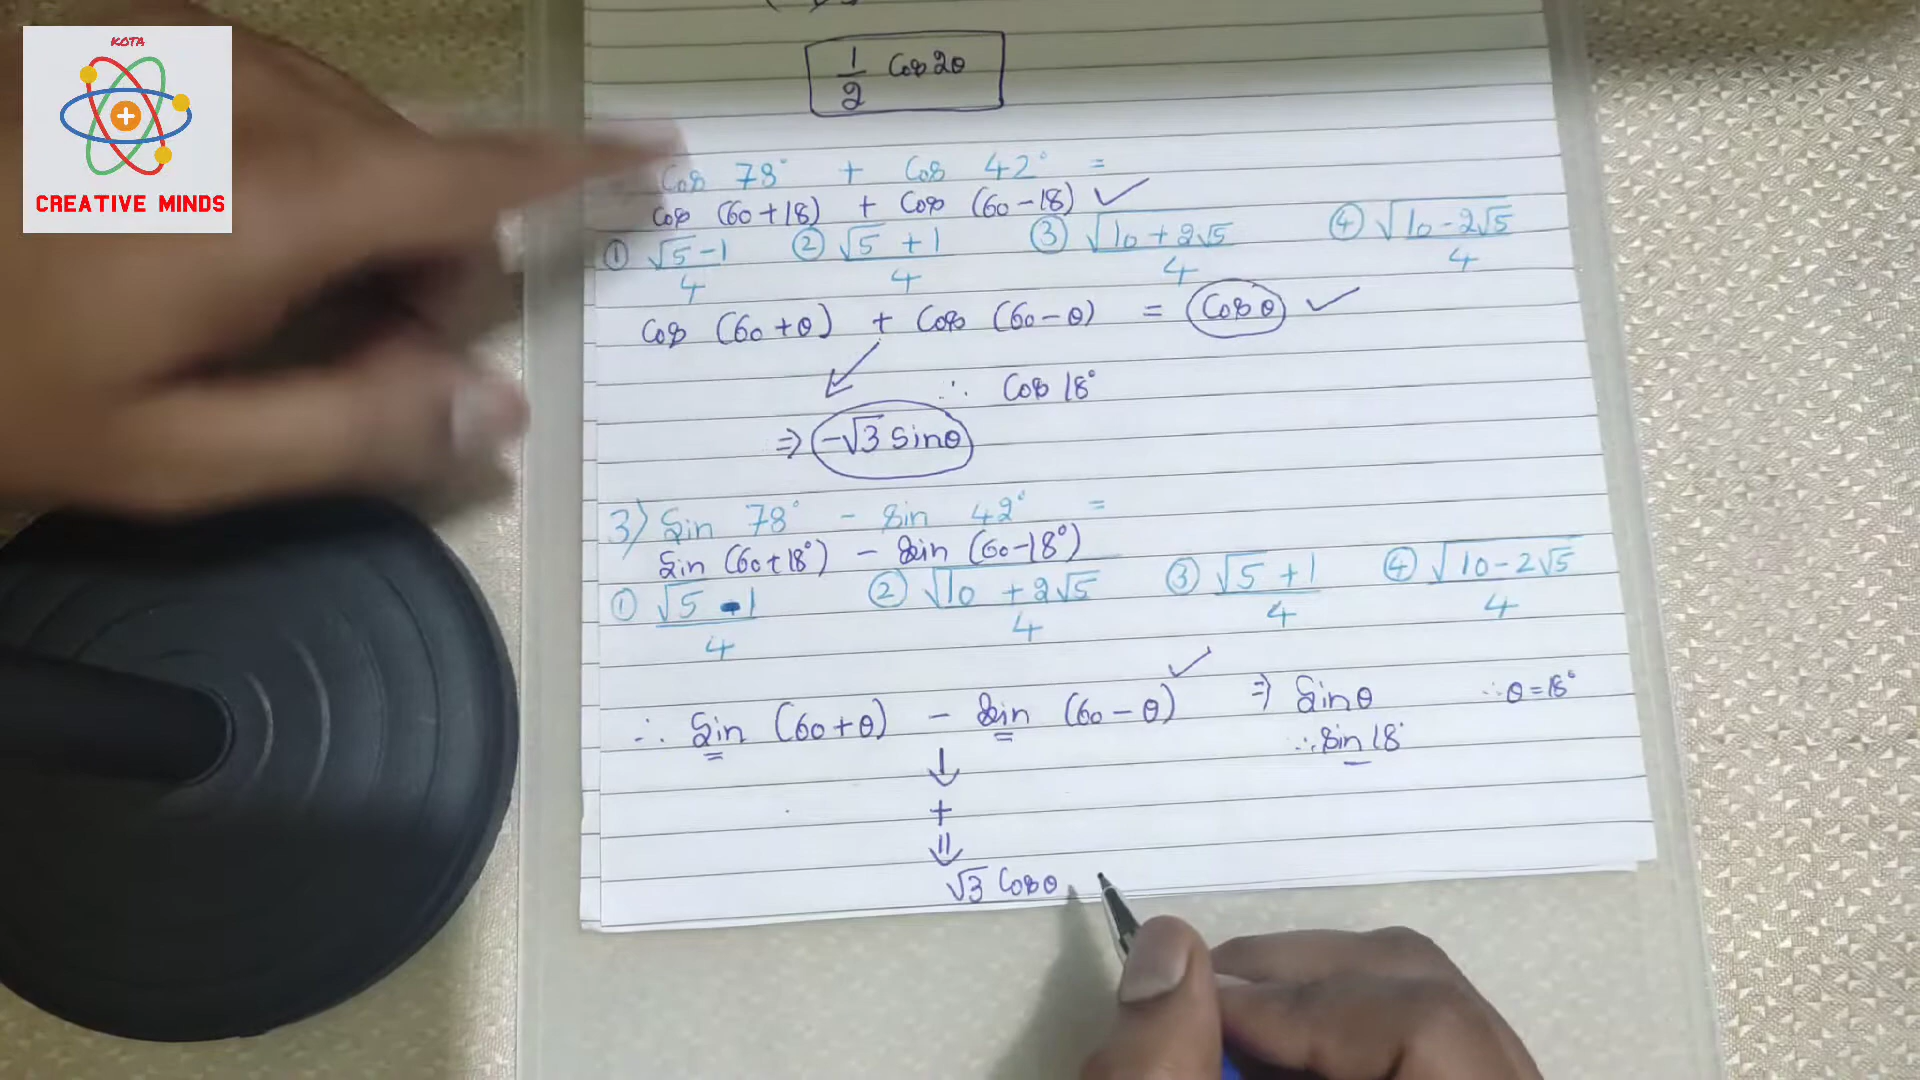 KOTA
CREATIVE MINDS
1/2 Cos 2θ
Cos 78° + Cos 42° =
Cos (60+18) + Cos (60-18) ✓
① √5-1/4 ② √5+1/4 ③ √10+2√5/4 ④ √10-2√5/4
Cos (60+θ) + Cos (60-θ) = Cosθ ✓
∴ Cos 18°
⇒ -√3 Sinθ
3) Sin 78° - Sin 42° =
Sin (60+18°) - Sin (60-18°)
① √5-1/4 ② √10+2√5/4 ③ √5+1/4 ④ √10-2√5/4
∴ Sin (60+θ) - Sin (60-θ) ✓ ⇒ Sinθ ∴ θ=18°
∴ Sin 18°
↓
+
⇓
√3 Cosθ